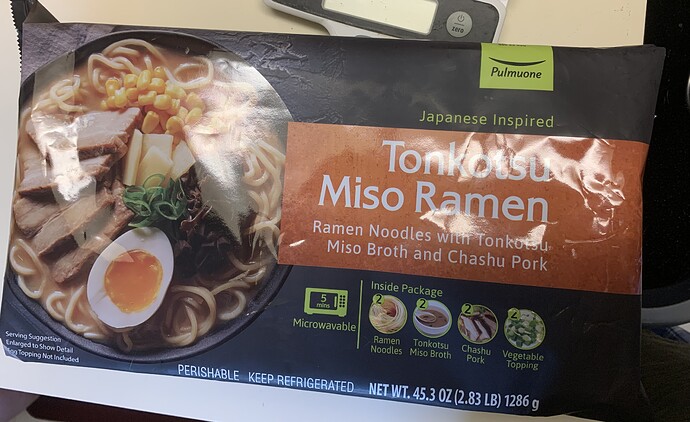 zero
Pulmuone
Japanese Inspired
Tonkotsu
Miso Ramen
Ramen Noodles with Tonkotsu
Miso Broth and Chashu Pork
5
mins
Microwavable
Inside Package
2
Ramen
Noodles
2
Tonkotsu
Miso Broth
2
Chashu
Pork
2
Vegetable
Topping
Serving Suggestion
Enlarged to Show Detail
Egg Topping Not Included
PERISHABLE KEEP REFRIGERATED
NET WT. 45.3 OZ (2.83 LB) 1286 g